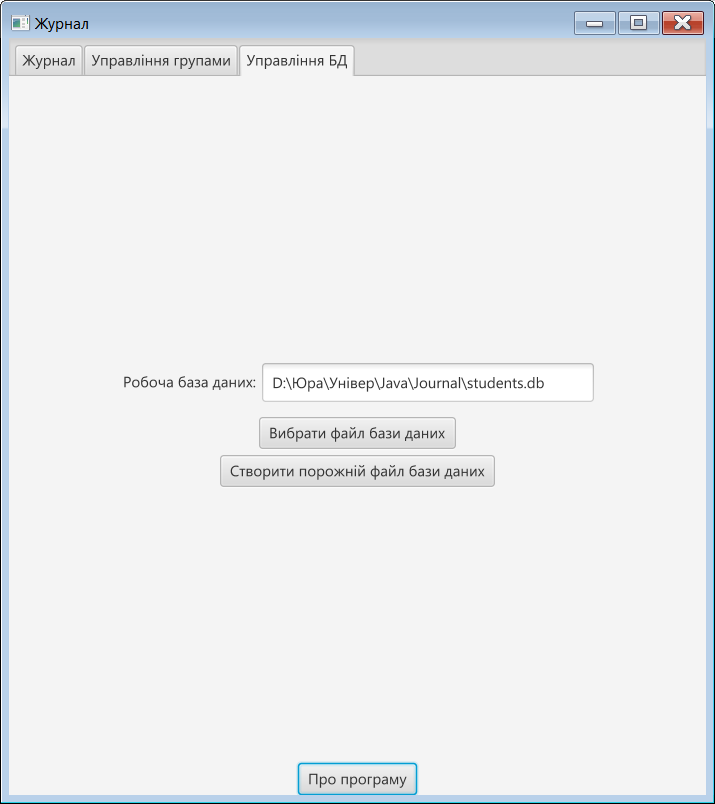 Журнал
Журнал Управління групами Управління БД
Робоча база даних: D:\Юра\Універ\Java\Journal\students.db
Вибрати файл бази даних
Створити порожній файл бази даних
Про програму